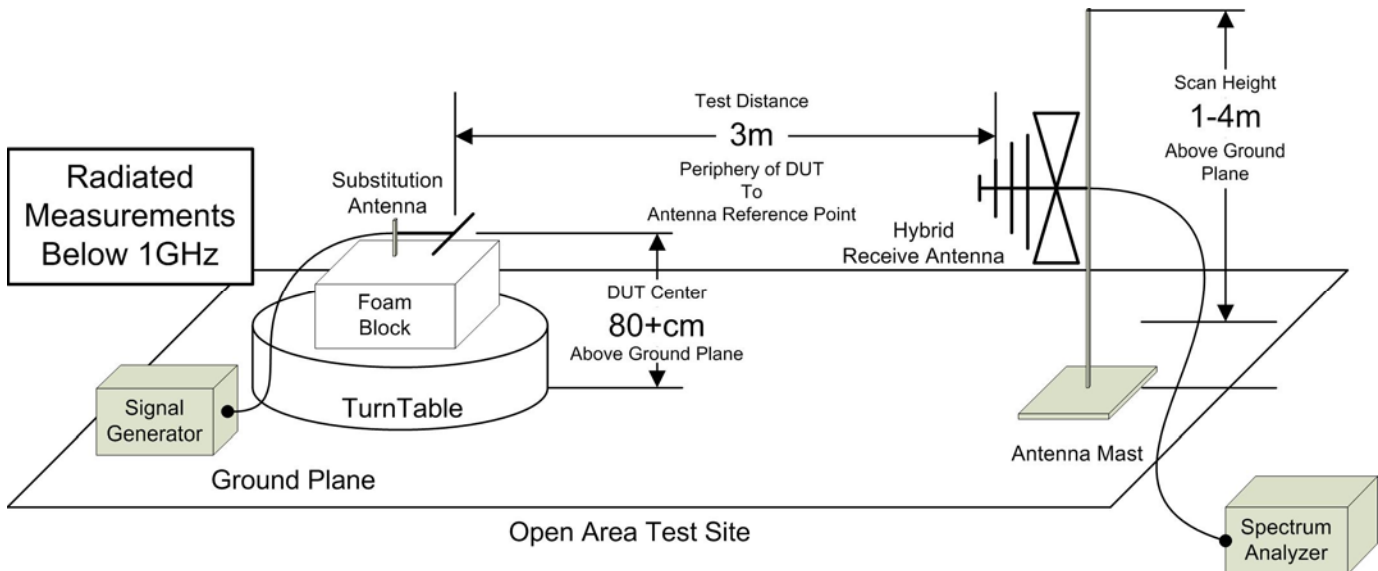 Radiated
Measurements
Below 1GHz
Substitution
Antenna
Test Distance
3m
Periphery of DUT
To
Antenna Reference Point
Scan Height
1-4m
Above Ground
Plane
Hybrid
Receive Antenna
Foam
Block
DUT Center
80+cm
Above Ground Plane
TurnTable
Signal
Generator
Ground Plane
Antenna Mast
Open Area Test Site
Spectrum
Analyzer